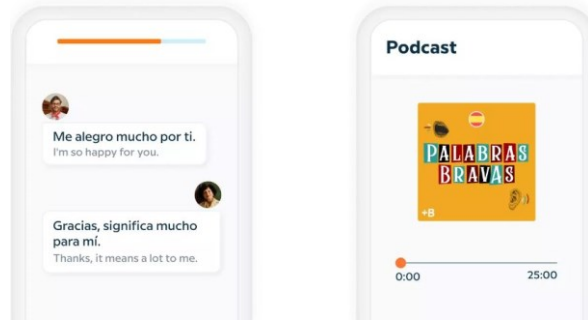 Me alegro mucho por ti.
I'm so happy for you.
Gracias, significa mucho
para mí.
Thanks, it means a lot to me.
Podcast
PALABRAS
BRAVAS
+B
0:00
25:00